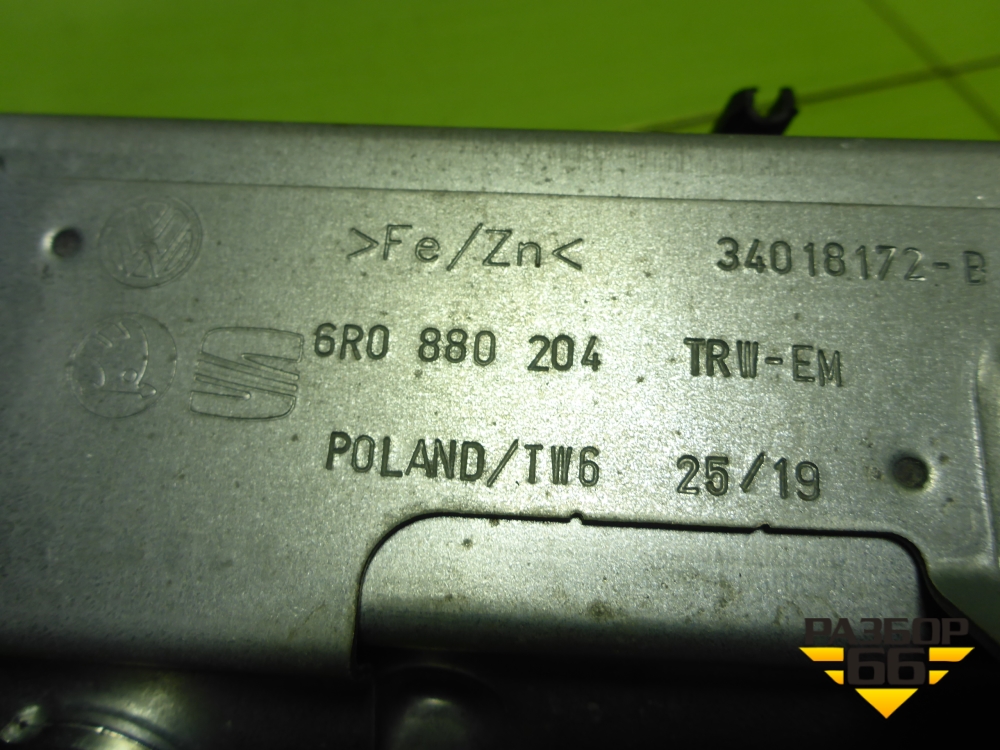 >Fe/Zn< 34018172-B
6R0 880 204 TRW-EM
POLAND/TW6 25/19
РАЗБОР
66